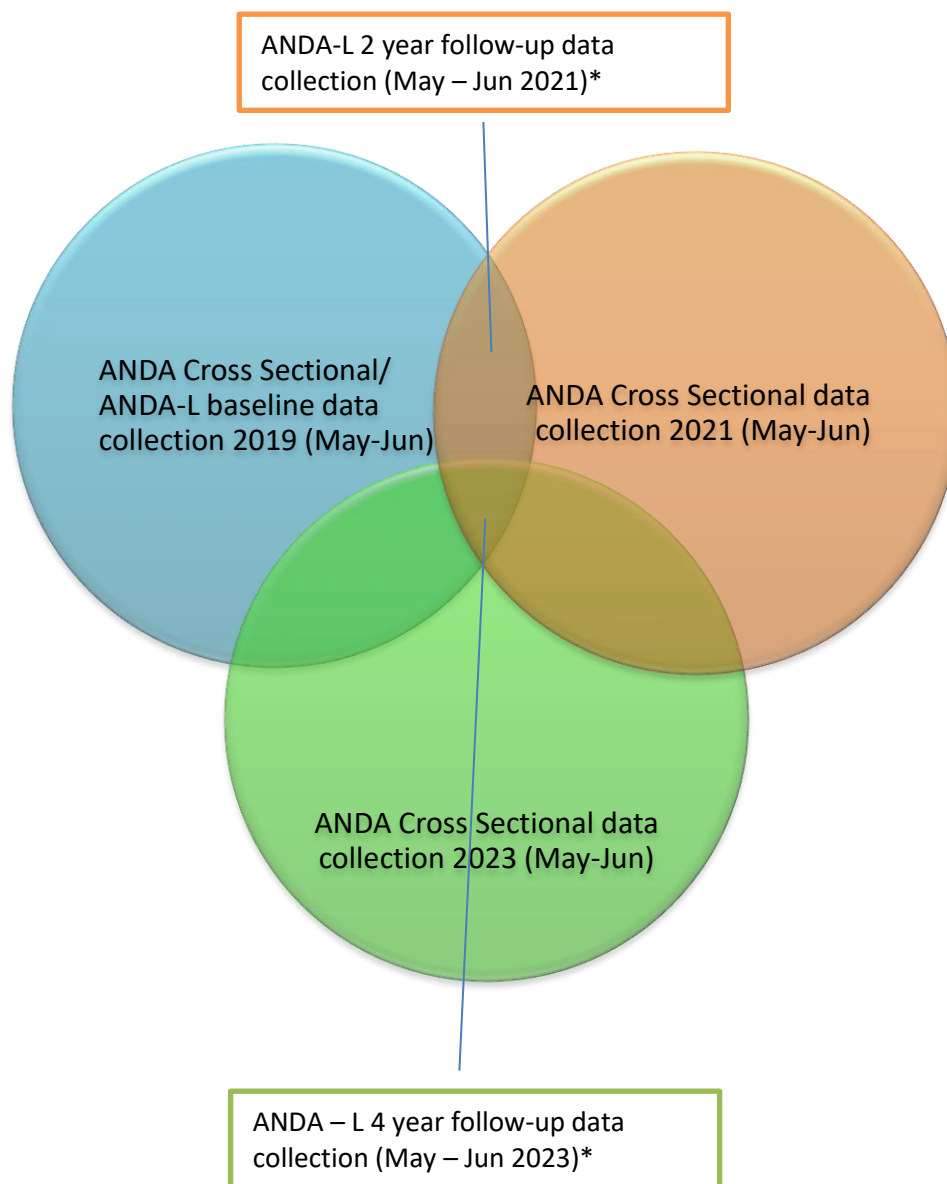 ANDA-L 2 year follow-up data
collection (May – Jun 2021)*
ANDA Cross Sectional/
ANDA-L baseline data
collection 2019 (May-Jun)
ANDA Cross Sectional data
collection 2021 (May-Jun)
ANDA Cross Sectional data
collection 2023 (May-Jun)
ANDA – L 4 year follow-up data
collection (May – Jun 2023)*